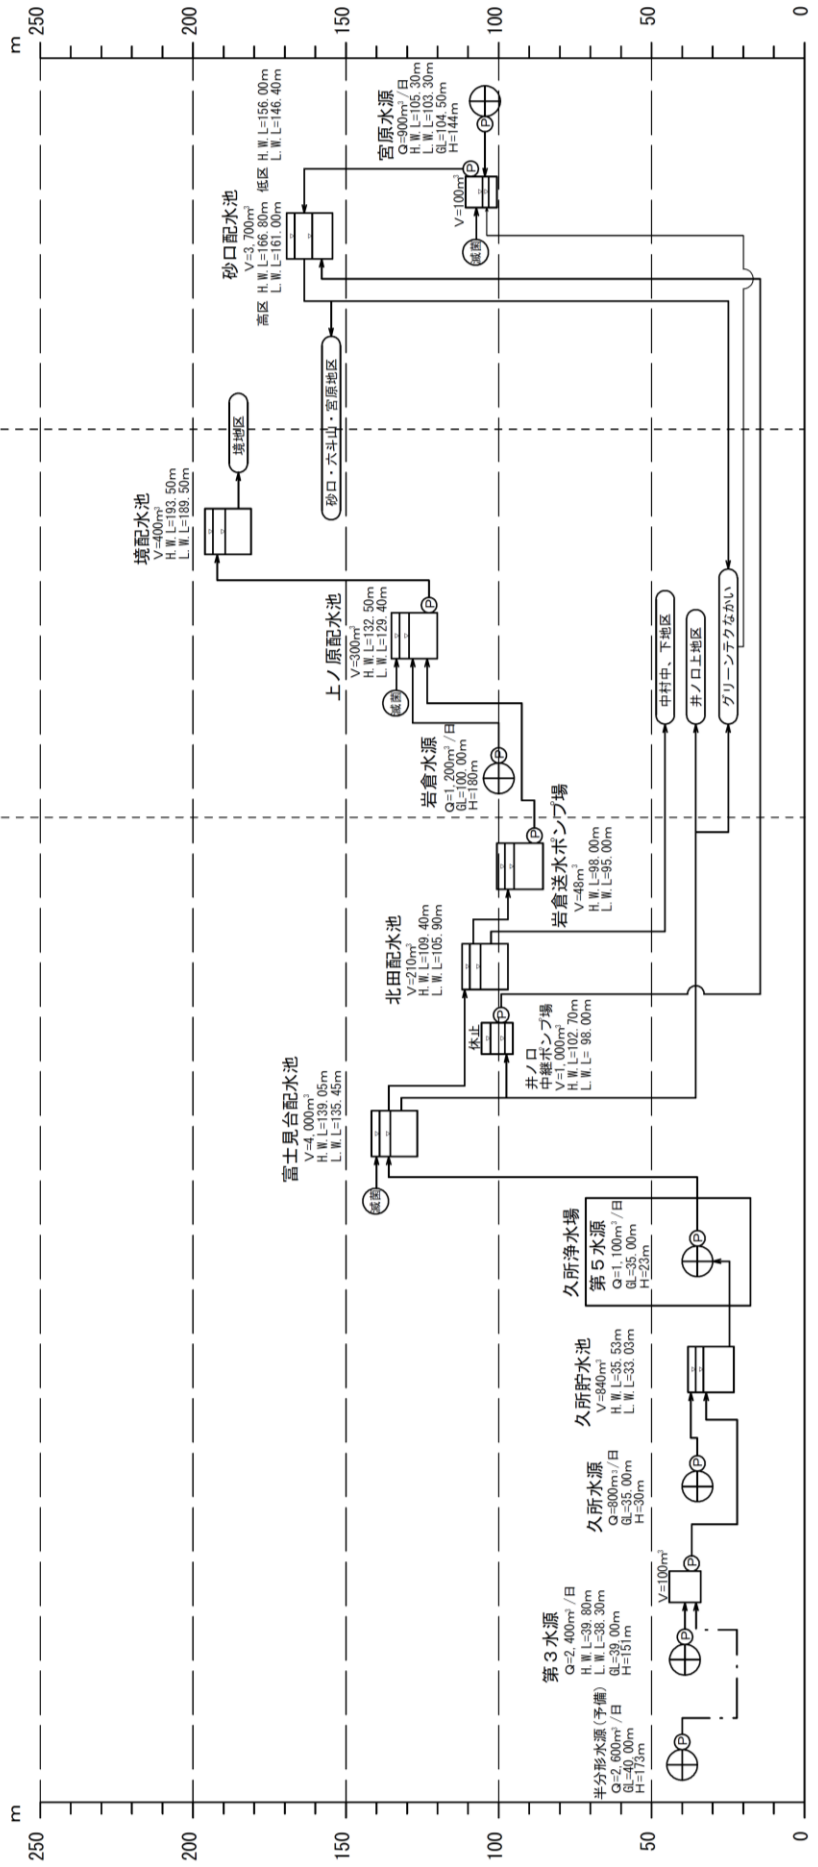 m
250
200
150
100
50
0
半分形水源(予備)
Q=2,600m³/日
GL=40.00m
H=173m
P
第3水源
Q=2,400m³/日
H.W.L=39.80m
L.W.L=38.30m
GL=39.00m
H=151m
P
V=100m³
P
久所水源
Q=800m³/日
GL=35.00m
H=30m
P
久所貯水池
V=840m³
H.W.L=35.53m
L.W.L=33.03m
久所浄水場
第5水源
Q=1,100m³/日
GL=35.00m
H=23m
P
滅菌
富士見台配水池
V=4,000m³
H.W.L=139.05m
L.W.L=135.45m
休止
P
井ノ口
中継ポンプ場
V=1,000m³
H.W.L=102.70m
L.W.L= 98.00m
北田配水池
V=210m³
H.W.L=109.40m
L.W.L=105.90m
岩倉送水ポンプ場
V=48m³
H.W.L=98.00m
L.W.L=95.00m
P
岩倉水源
Q=1,200m³/日
GL=100.00m
H=180m
P
滅菌
上ノ原配水池
V=300m³
H.W.L=132.50m
L.W.L=129.40m
P
境配水池
V=400m³
H.W.L=193.50m
L.W.L=189.50m
境地区
砂口・六斗山・宮原地区
中村中、下地区
井ノ口上地区
グリーンテクなかい
砂口配水池
V=3,700m³
高区 H.W.L=166.80m 低区 H.W.L=156.00m
L.W.L=161.00m L.W.L=146.40m
滅菌
V=100m³
P
宮原水源
Q=900m³/日
H.W.L=105.30m
L.W.L=103.30m
GL=104.50m
H=144m
P
m
250
200
150
100
50
0